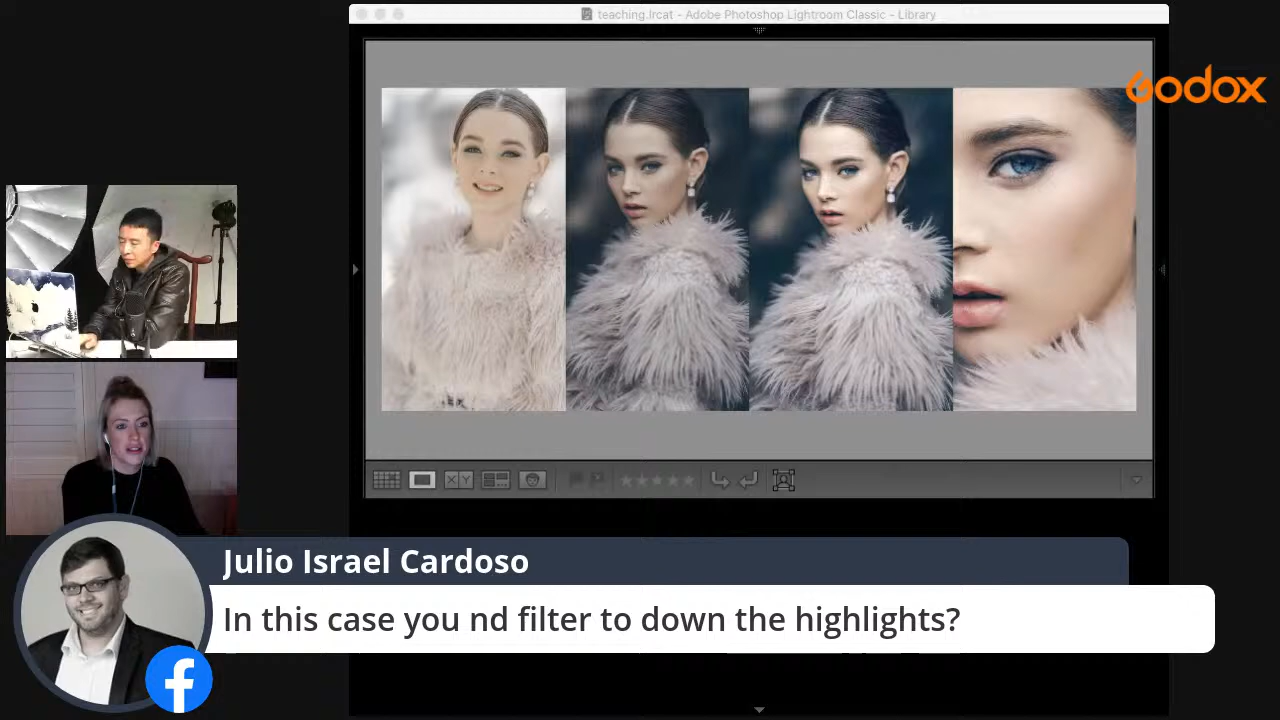 teaching.lrcat - Adobe Photoshop Lightroom Classic - Library
Godox
XY
Julio Israel Cardoso
In this case you nd filter to down the highlights?